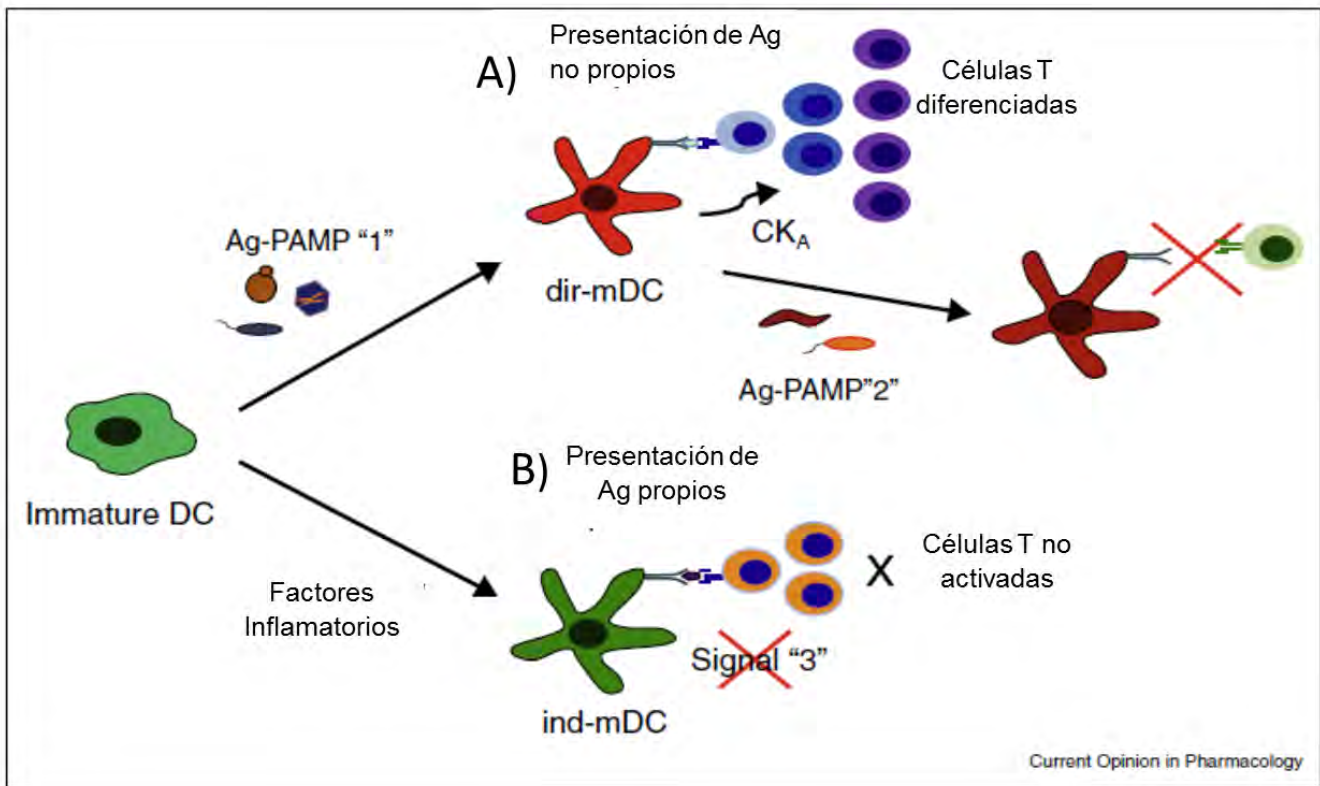 A)
Presentación de Ag
no propios
Células T
diferenciadas
Ag-PAMP “1”
CKA
dir-mDC
Ag-PAMP”2”
Immature DC
B)
Presentación de
Ag propios
Células T no
activadas
X
Factores
Inflamatorios
Signal “3”
ind-mDC
Current Opinion in Pharmacology